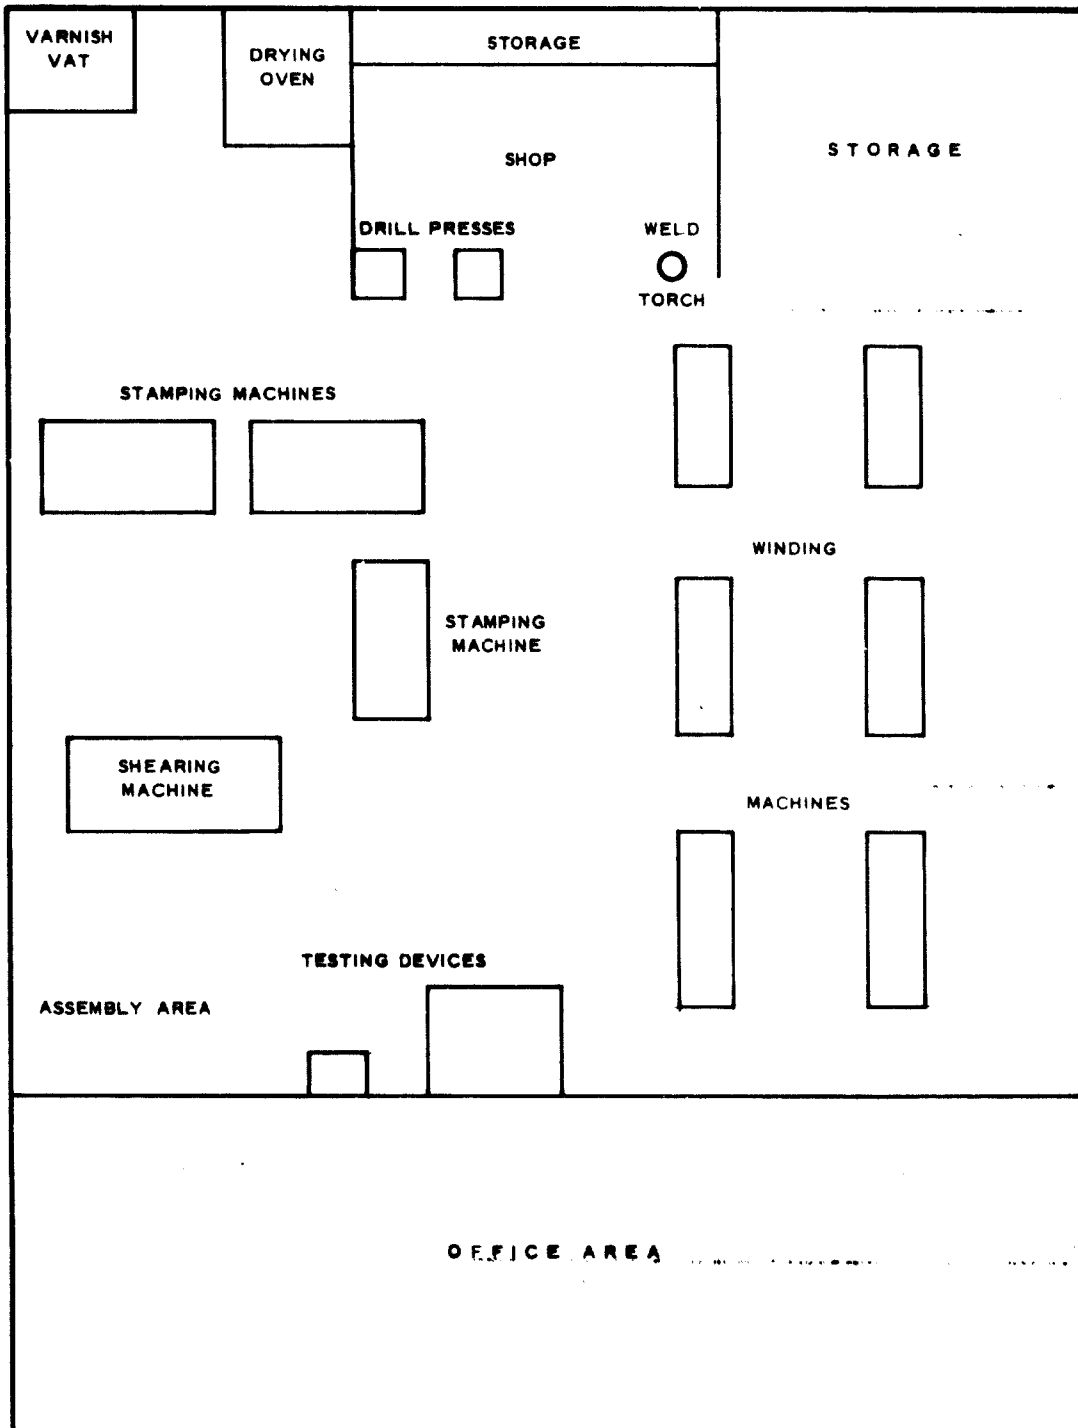 VARNISH
VAT
DRYING
OVEN
STORAGE
SHOP
STORAGE
DRILL PRESSES
WELD
TORCH
STAMPING MACHINES
WINDING
STAMPING
MACHINE
SHEARING
MACHINE
MACHINES
TESTING DEVICES
ASSEMBLY AREA
OFFICE AREA